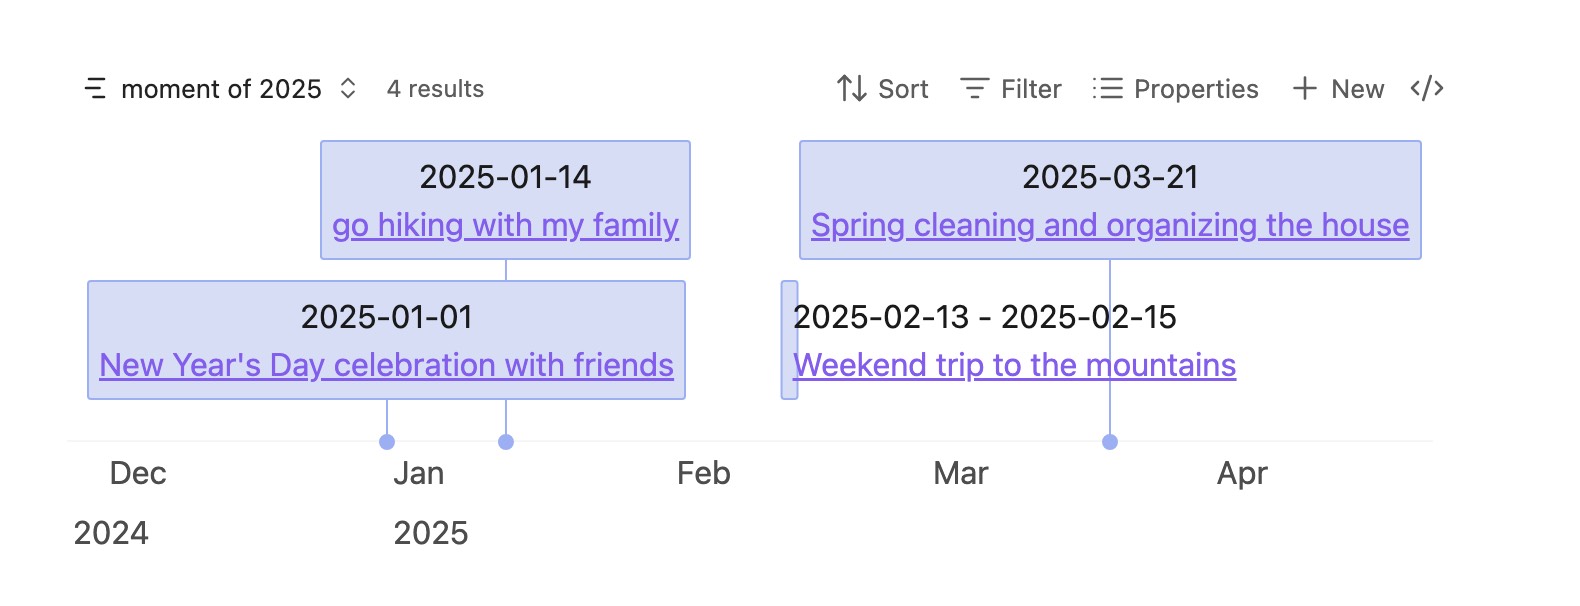 moment of 2025 4 results Sort Filter Properties New
2025-01-14
go hiking with my family
2025-03-21
Spring cleaning and organizing the house
2025-01-01
New Year's Day celebration with friends
2025-02-13 - 2025-02-15
Weekend trip to the mountains
Dec Jan Feb Mar Apr
2024 2025